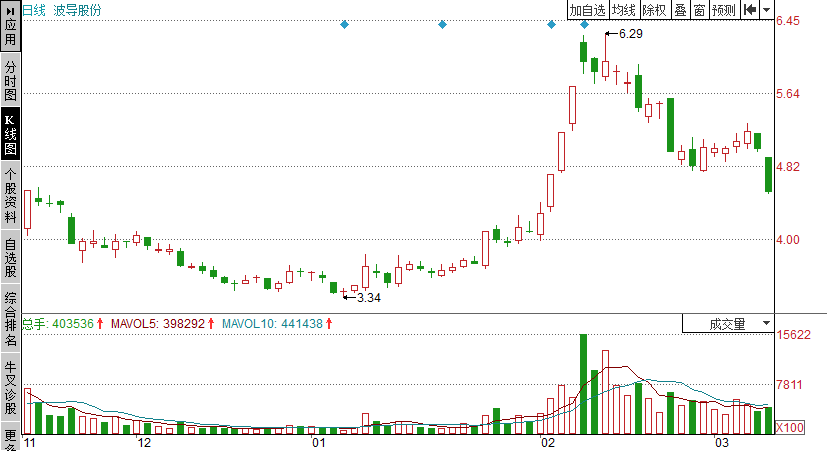 应用
分时图
K线图
个股资料
自选股
综合排名
牛叉诊股
更多
日线 波导股份
加自选 均线 除权 叠 窗 预测
6.29
3.34
6.45
5.64
4.82
4.00
总手: 403536 MAVOL5: 398292 MAVOL10: 441438
成交量
15622
7811
X100
11 12 01 02 03